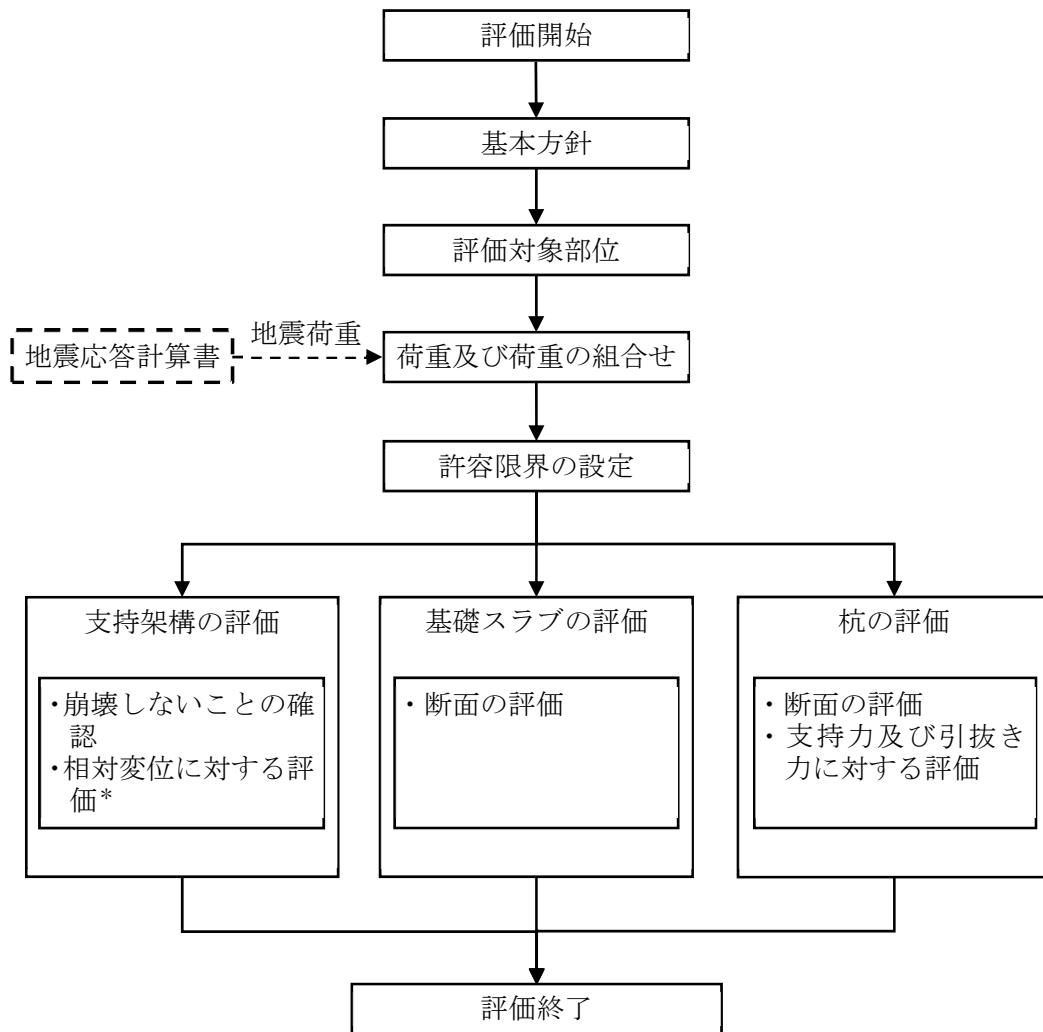 評価開始
基本方針
評価対象部位
地震応答計算書
地震荷重
荷重及び荷重の組合せ
許容限界の設定
支持架構の評価
・崩壊しないことの確
認
・相対変位に対する評
価*
基礎スラブの評価
・断面の評価
杭の評価
・断面の評価
・支持力及び引抜き
力に対する評価
評価終了